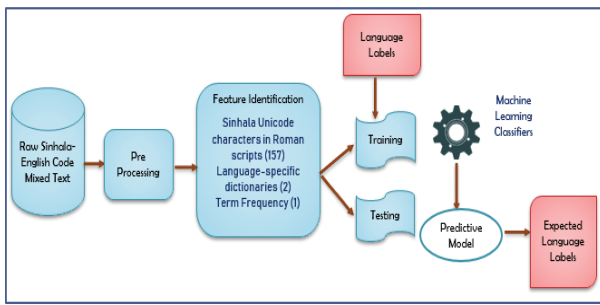 Raw Sinhala-
English Code
Mixed Text
Pre
Processing
Feature Identification
Sinhala Unicode
characters in Roman
scripts (157)
Language-specific
dictionaries (2)
Term Frequency (1)
Language
Labels
Training
Testing
Machine
Learning
Classifiers
Predictive
Model
Expected
Language
Labels